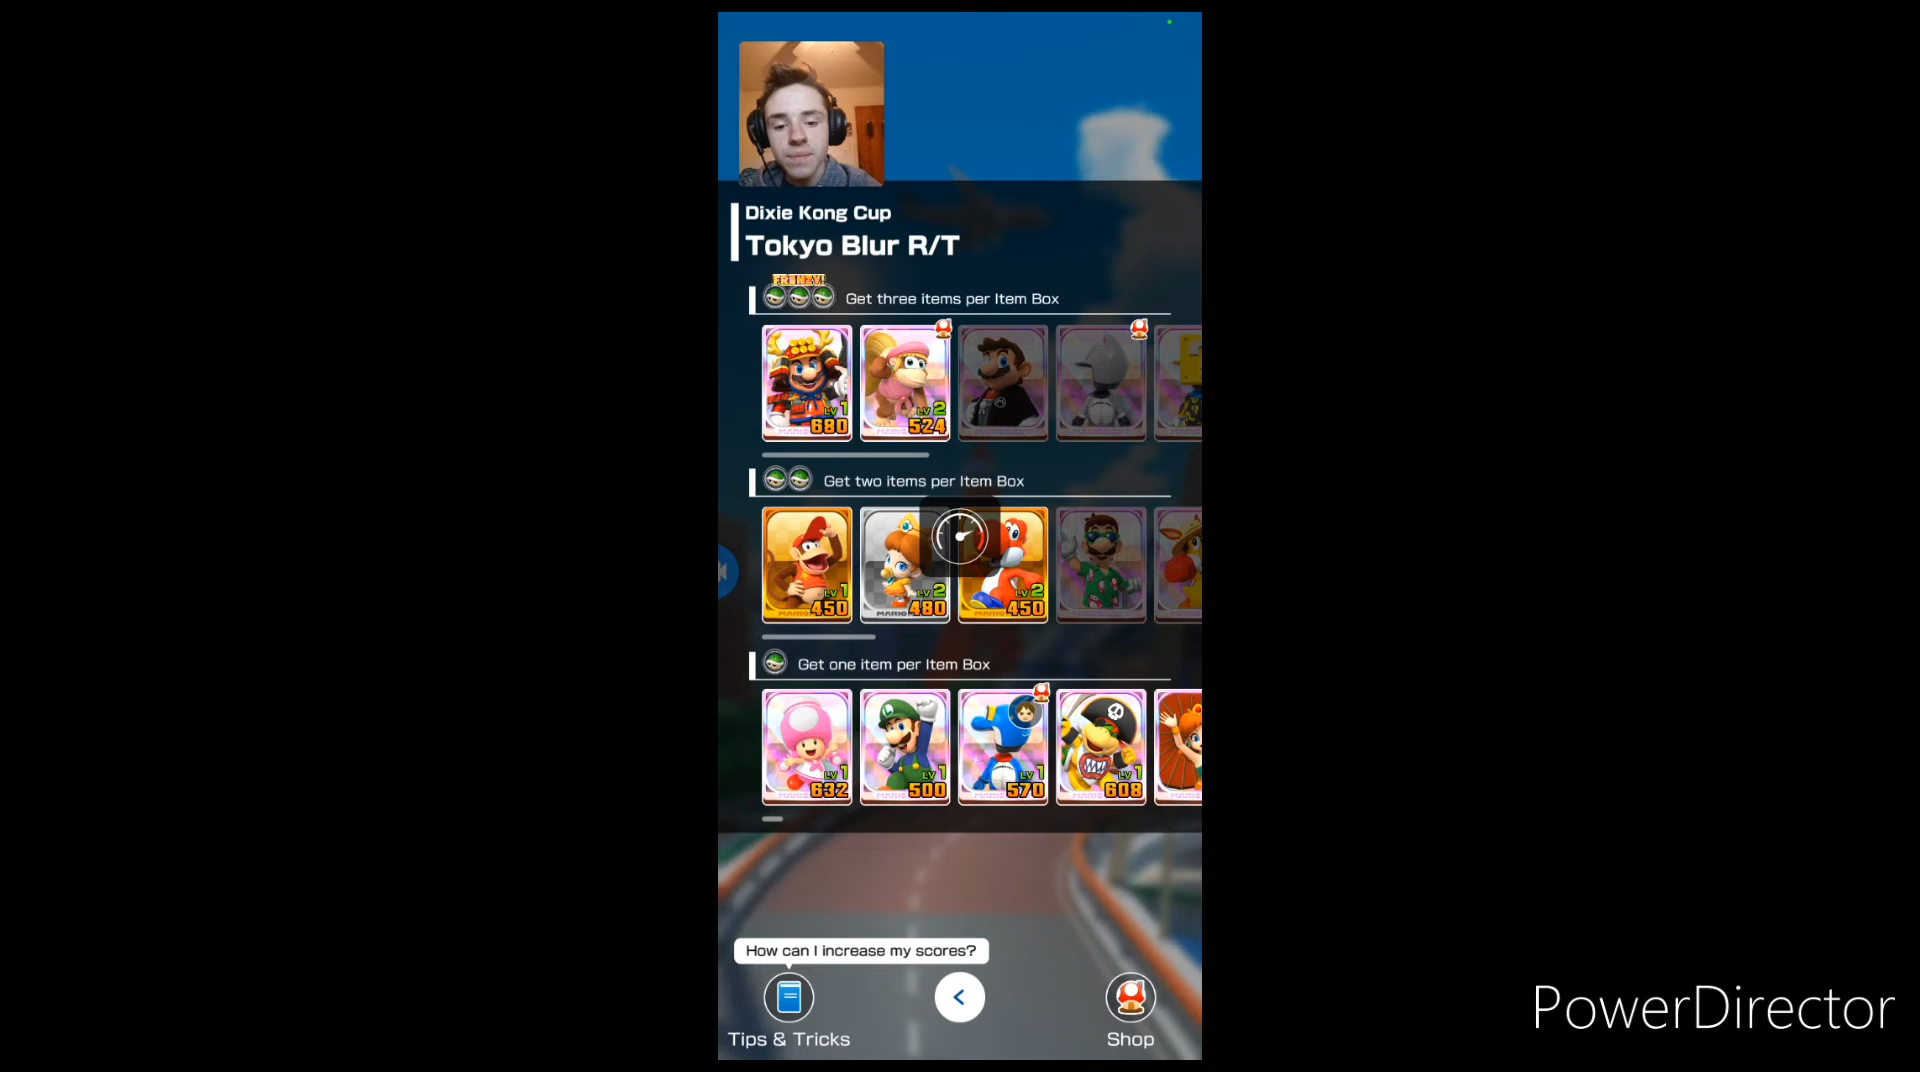 Dixie Kong Cup
Tokyo Blur R/T
FRENZY!
Get three items per Item Box
LV 1
680
LV 2
524
Get two items per Item Box
LV 1
450
LV 2
480
LV 2
450
Get one item per Item Box
LV 1
632
LV 1
500
LV 1
570
LV 1
608
How can I increase my scores?
Tips & Tricks
Shop
PowerDirector